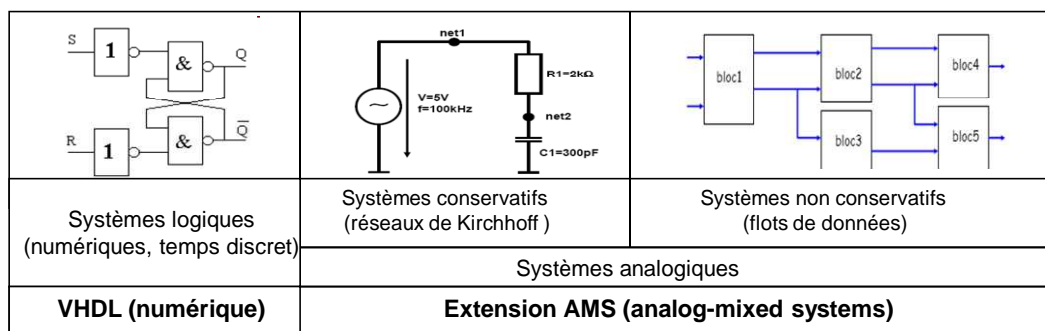 S
1
&
Q
R
1
&
Q
net1
V=5V
f=100kHz
R1=2kΩ
net2
C1=300pF
bloc1
bloc2
bloc3
bloc4
bloc5
Systèmes logiques
(numériques, temps discret)
Systèmes conservatifs
(réseaux de Kirchhoff )
Systèmes non conservatifs
(flots de données)
Systèmes analogiques
VHDL (numérique)
Extension AMS (analog-mixed systems)